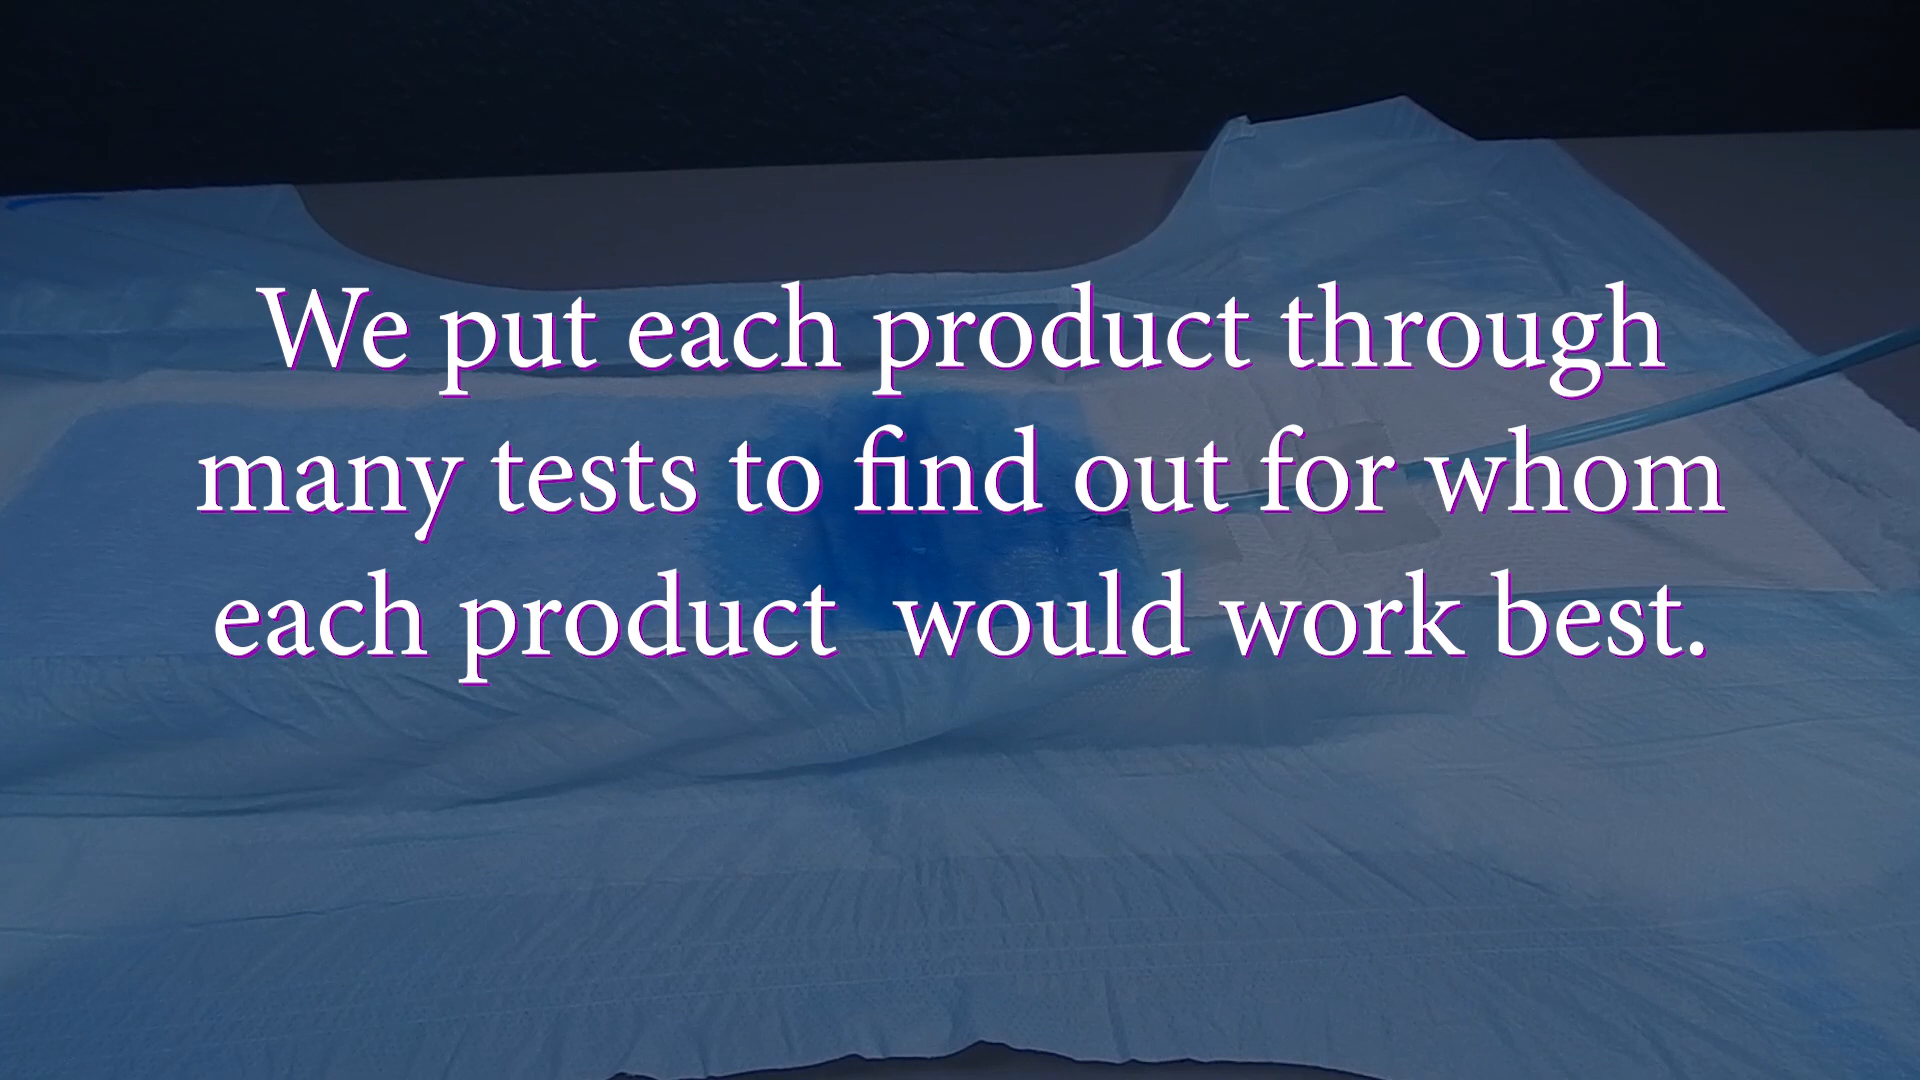 We put each product through
many tests to find out for whom
each product  would work best.